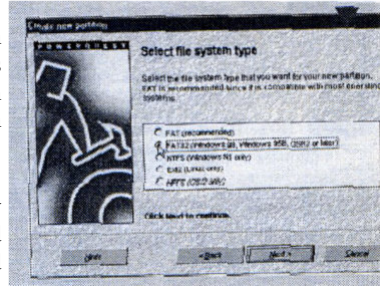 Create new partition
POWERQUEST
Select file system type
Select the file system type that you want for your new partition.
FAT is recommended since it is compatible with most operating
systems.
FAT (recommended)
FAT32 (Windows 98, Windows 95B, (OSR2 or later)
NTFS (Windows NT only)
Ext2 (Linux only)
HPFS (OS/2 only)
Click Next to continue.
Help
< Back
Next >
Cancel